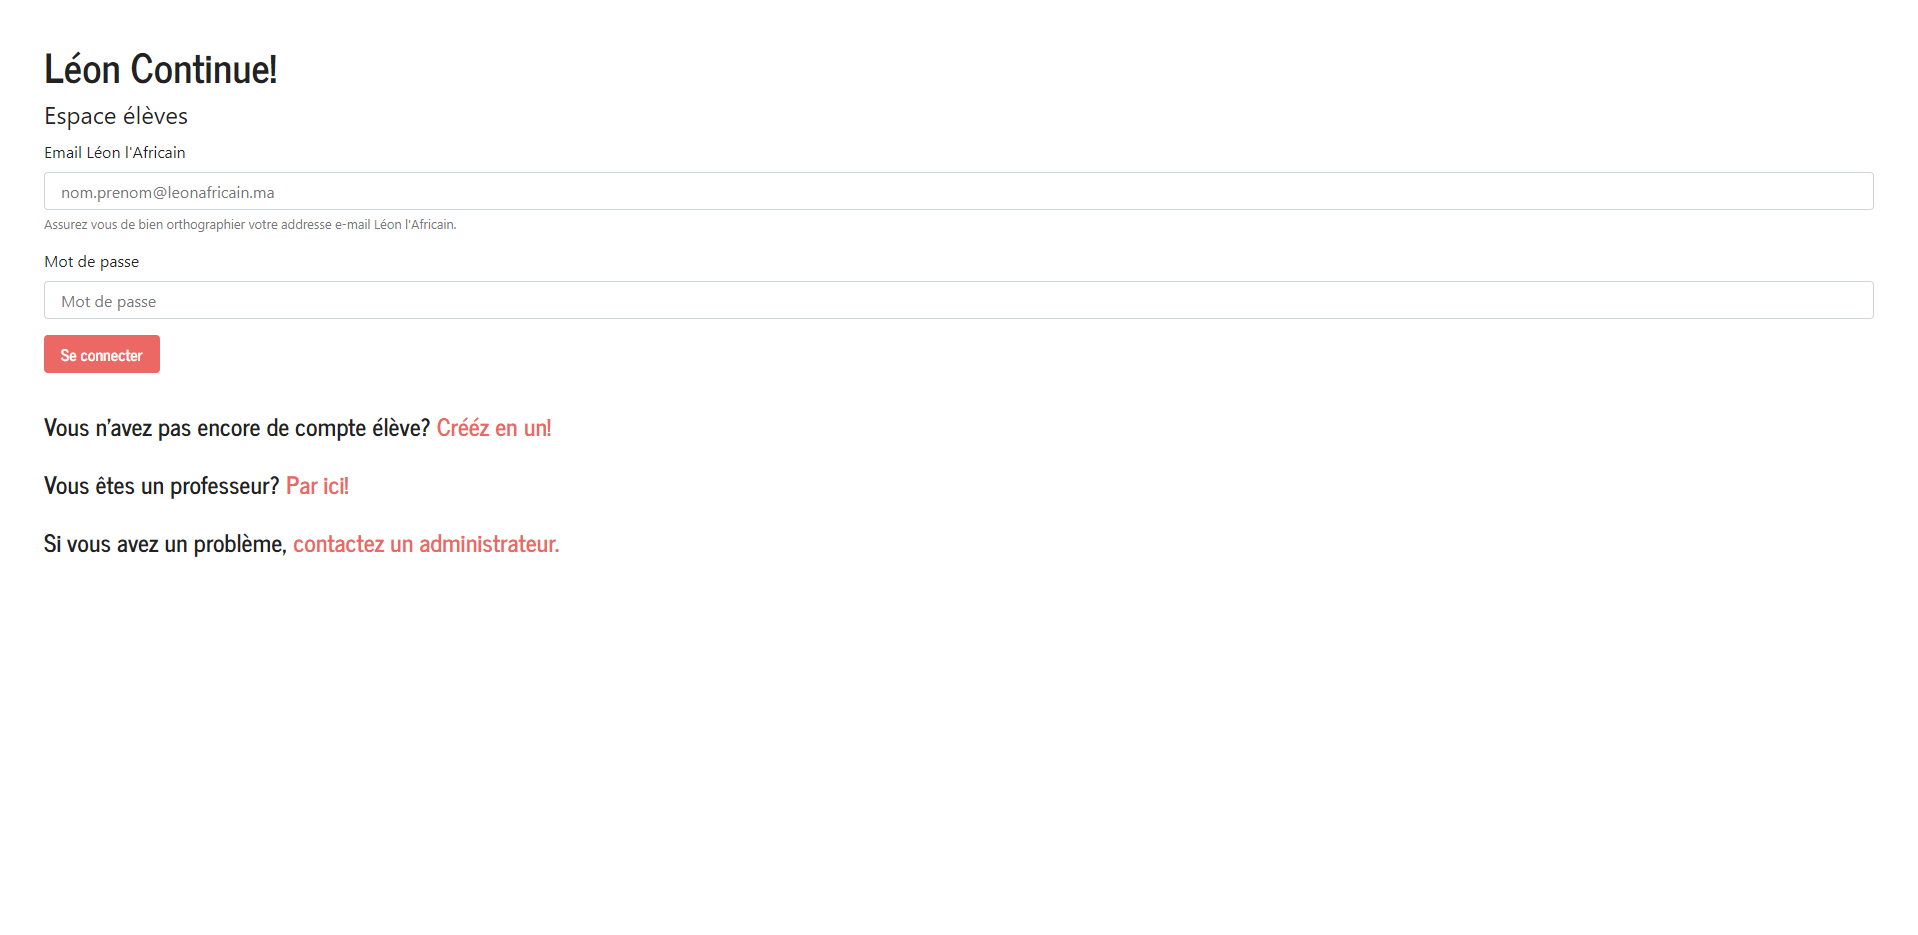 Léon Continue!
Espace élèves
Email Léon l'Africain
nom.prenom@leonafricain.ma
Assurez vous de bien orthographier votre addresse e-mail Léon l'Africain.
Mot de passe
Mot de passe
Se connecter
Vous n'avez pas encore de compte élève? Crééz en un!
Vous êtes un professeur? Par ici!
Si vous avez un problème, contactez un administrateur.